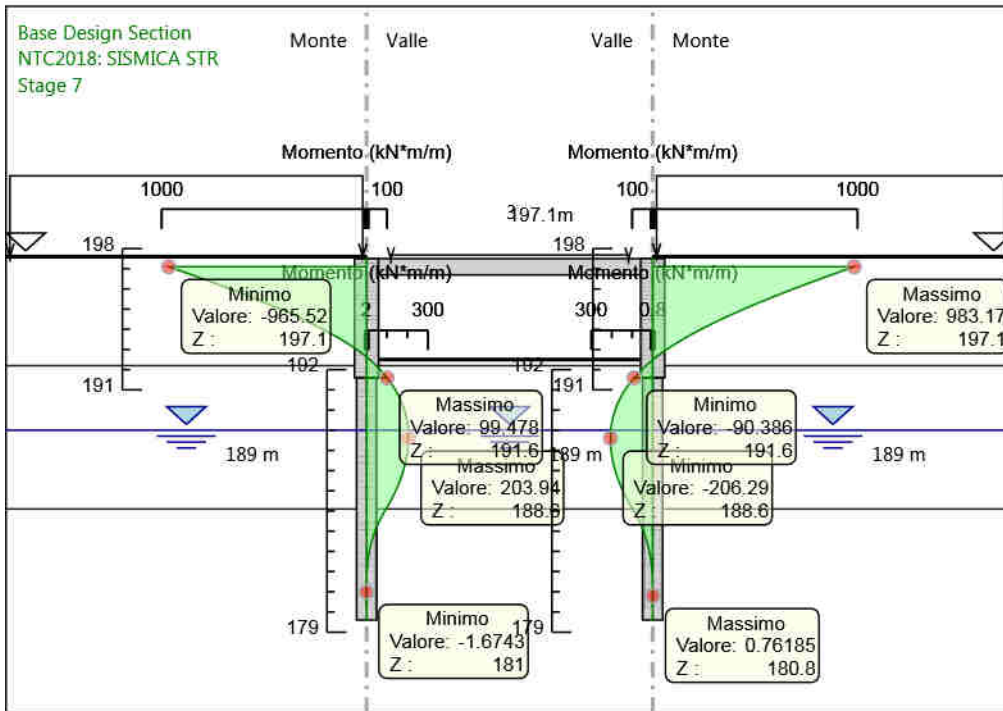 Base Design Section
NTC2018: SISMICA STR
Stage 7
Monte Valle
Valle Monte
Momento (kN*m/m)
Momento (kN*m/m)
1000 100
100 1000
197.1m
198
198
Momento (kN*m/m)
Momento (kN*m/m)
Minimo
Valore: -965.52
Z : 197.1
Massimo
Valore: 983.17
Z : 197.1
2 300
300 0.8
191
192
192
191
Massimo
Valore: 99.478
Z : 191.6
Minimo
Valore: -90.386
Z : 191.6
189 m
189 m
189 m
Massimo
Valore: 203.94
Z : 188.6
Minimo
Valore: -206.29
Z : 188.6
179
179
Minimo
Valore: -1.6743
Z : 181
Massimo
Valore: 0.76185
Z : 180.8